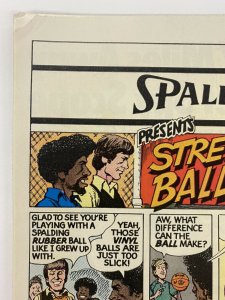 SPAL
PRESENTS
STRE
BALL
GLAD TO SEE YOU'RE
PLAYING WITH A
SPALDING
RUBBER BALL
LIKE I GREW UP
WITH.
YEAH,
THOSE
VINYL
BALLS ARE
JUST TOO
SLICK!
AW, WHAT
DIFFERENCE
CAN THE
BALL MAKE?